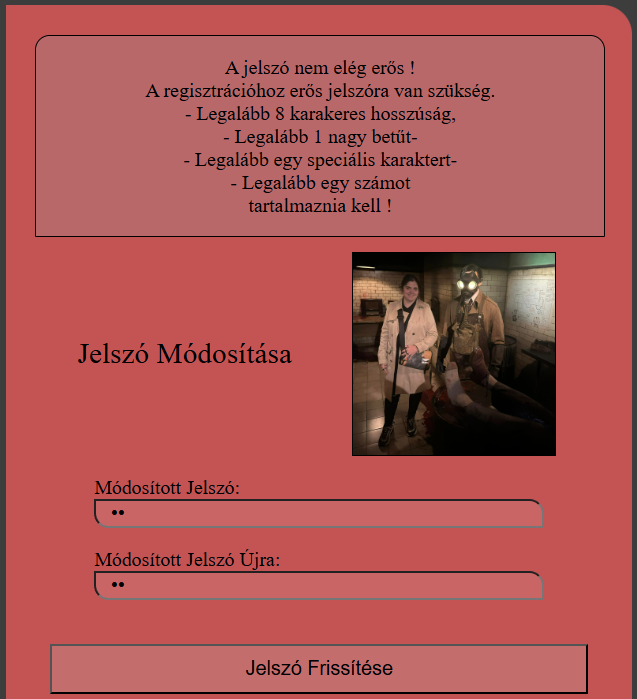 A jelszó nem elég erős !
A regisztrációhoz erős jelszóra van szükség.
- Legalább 8 karakeres hosszúság,
- Legalább 1 nagy betűt-
- Legalább egy speciális karaktert-
- Legalább egy számot
tartalmaznia kell !
Jelszó Módosítása
Módosított Jelszó:
••
Módosított Jelszó Újra:
••
Jelszó Frissítése